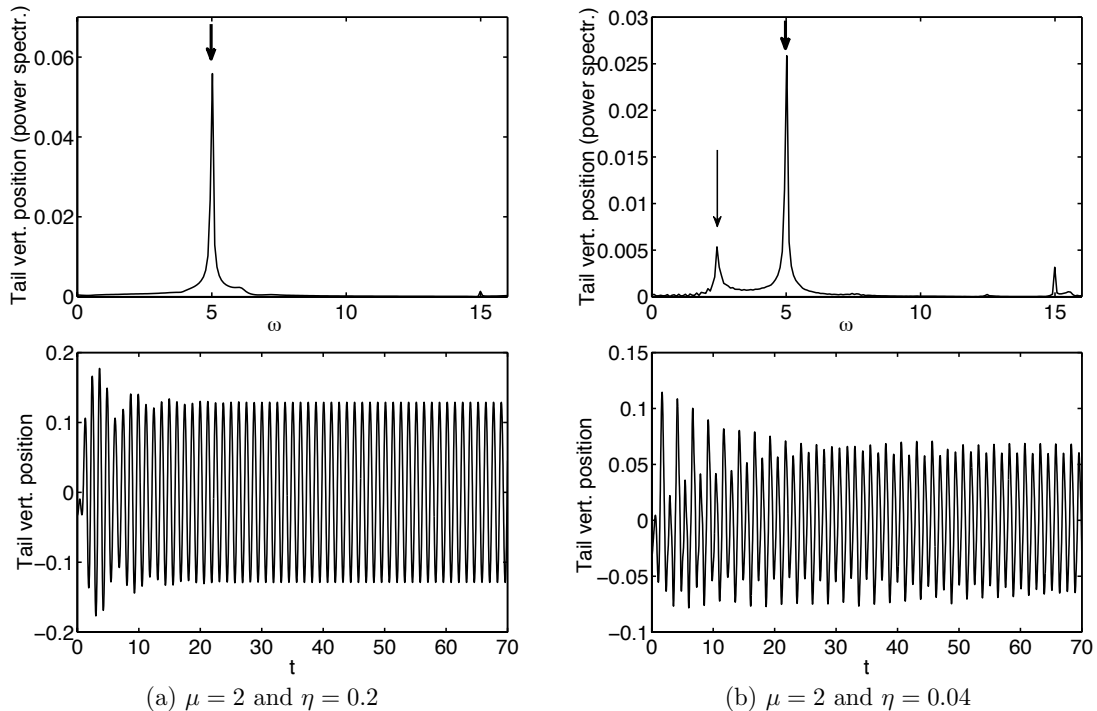 Tail vert. position (power spectr.)
0.06
0.04
0.02
0
0 5 10 15
ω
Tail vert. position
0.2
0.1
0
−0.1
−0.2
0 10 20 30 40 50 60 70
t
(a) μ = 2 and η = 0.2
Tail vert. position (power spectr.)
0.03
0.025
0.02
0.015
0.01
0.005
0
0 5 10 15
ω
Tail vert. position
0.15
0.1
0.05
0
−0.05
−0.1
0 10 20 30 40 50 60 70
t
(b) μ = 2 and η = 0.04